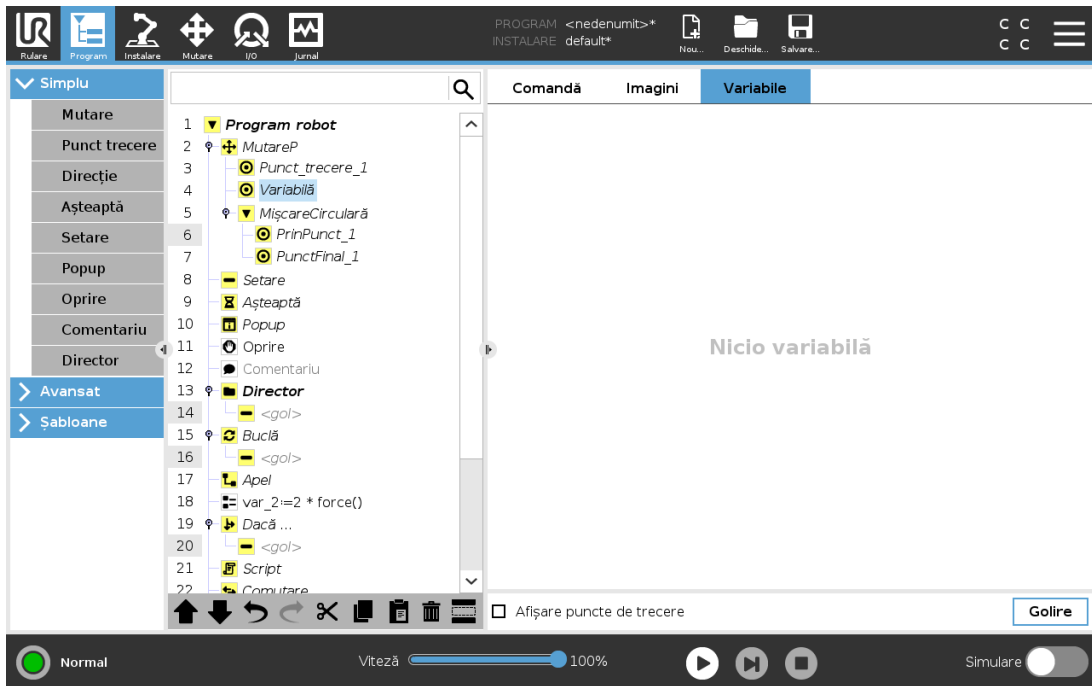 PROGRAM <nedenumit>*
INSTALARE default*
Rulare Program Instalare Mutare I/O Jurnal Nou... Deschide... Salvare...
C C
C C
Simplu
Mutare
Punct trecere
Direcție
Așteaptă
Setare
Popup
Oprire
Comentariu
Director
Avansat
Șabloane
1 Program robot
2 MutareP
3 Punct_trecere_1
4 Variabilă
5 MișcareCirculară
6 PrinPunct_1
7 PunctFinal_1
8 Setare
9 Așteaptă
10 Popup
11 Oprire
12 Comentariu
13 Director
14 <gol>
15 Buclă
16 <gol>
17 Apel
18 var_2:=2 * force()
19 Dacă ...
20 <gol>
21 Script
22 Comutare
Comandă Imagini Variabile
Nicio variabilă
Afișare puncte de trecere Golire
Normal Viteză 100% Simulare